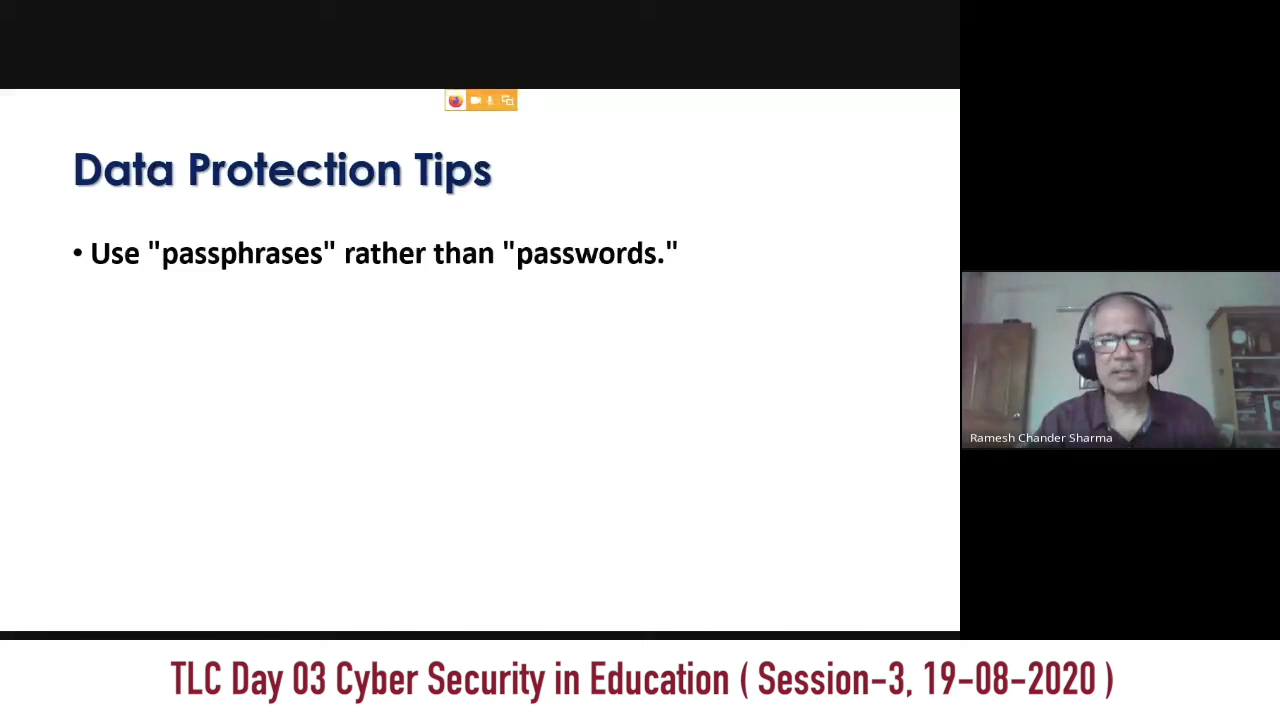 Data Protection Tips
• Use "passphrases" rather than "passwords."
Ramesh Chander Sharma
TLC Day 03 Cyber Security in Education ( Session-3, 19-08-2020 )